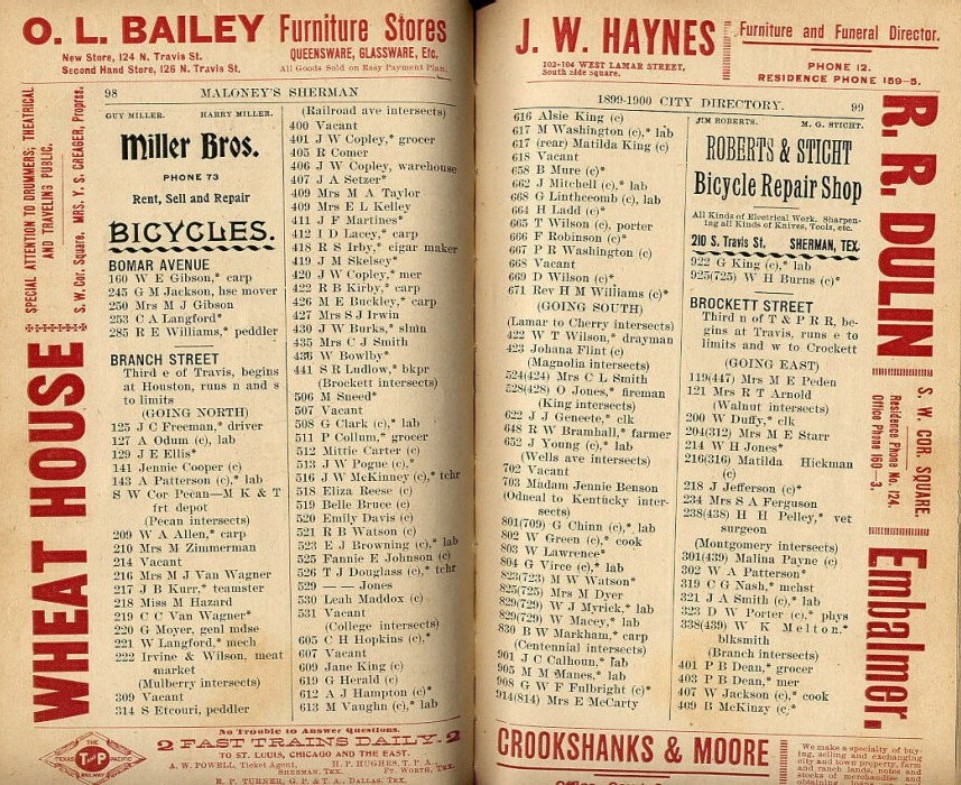 O. L. BAILEY Furniture Stores
New Store, 124 N. Travis St.
Second Hand Store, 126 N. Travis St.
QUEENSWARE, GLASSWARE, Etc.
All Goods Sold on Easy Payment Plan.
SPECIAL ATTENTION TO DRUMMERS; THEATRICAL
AND TRAVELING PUBLIC.
S. W. Cor. Square. MRS. Y. S. CREAGER, Proprss.
WHEAT HOUSE
98 MALONEY'S SHERMAN
GUY MILLER. HARRY MILLER.
Miller Bros.
PHONE 73
Rent, Sell and Repair
BICYCLES.
BOMAR AVENUE
160 W E Gibson,* carp
245 G M Jackson, hse mover
250 Mrs M J Gibson
253 C A Langford*
285 R E Williams,* peddler
BRANCH STREET
Third e of Travis, begins
at Houston, runs n and s
to limits
(GOING NORTH)
125 J C Freeman,* driver
127 A Odum (c), lab
129 J E Ellis*
141 Jennie Cooper (c)
143 A Patterson (c),* lab
S W Cor Pecan—M K & T
frt depot
(Pecan intersects)
209 W A Allen,* carp
210 Mrs M Zimmerman
214 Vacant
216 Mrs M J Van Wagner
217 J B Kurr,* teamster
218 Miss M Hazard
219 C C Van Wagner*
220 G Moyer, genl mdse
221 W Langford,* mech
222 Irvine & Wilson, meat
market
(Mulberry intersects)
309 Vacant
314 S Etcouri, peddler
(Railroad ave intersects)
400 Vacant
401 J W Copley,* grocer
405 R Comer
406 J W Copley, warehouse
407 J A Setzer*
409 Mrs M A Taylor
409 Mrs E L Kelley
411 J F Martines*
412 I D Lacey,* carp
418 R S Irby,* cigar maker
419 J M Skelsey*
420 J W Copley,* mer
422 R B Kirby,* carp
426 M E Buckley,* carp
427 Mrs S J Irwin
430 J W Burks,* slmn
435 Mrs C J Smith
436 W Bowlby*
441 S R Ludlow,* bkpr
(Brockett intersects)
506 M Sneed*
507 Vacant
508 G Clark (c),* lab
511 P Collum,* grocer
512 Mittie Carter (c)
513 J W Pogue (c),*
516 J W McKinney (c),* tchr
518 Eliza Reese (c)
519 Belle Bruce (c)
520 Emily Davis (c)
521 R B Watson (c)
523 E J Browning (c),* lab
525 Fannie E Johnson (c)
526 T J Douglass (c),* tchr
529 —— Jones
530 Leah Maddox (c)
531 Vacant
(College intersects)
605 C H Hopkins (c),*
607 Vacant
609 Jane King (c)
619 G Herald (c)
612 A J Hampton (c)*
613 M Vaughn (c),* lab
No Trouble to Answer Questions.
2 FAST TRAINS DAILY-2
TO ST. LOUIS, CHICAGO AND THE EAST.
A. W. POWELL, Ticket Agent, H. P. HUGHES, T. P. A.,
SHERMAN, TEX. FT. WORTH, TEX.
E. P. TURNER, G. P. & T. A., DALLAS, TEX.
THE
TEXAS T AND P PACIFIC
RAILWAY
J. W. HAYNES
102-104 WEST LAMAR STREET,
South side Square.
Furniture and Funeral Director.
PHONE 12.
RESIDENCE PHONE 159-5.
1899-1900 CITY DIRECTORY. 99
616 Alsie King (c)
617 M Washington (c),* lab
617 (rear) Matilda King (c)
618 Vacant
658 B Mure (c)*
662 J Mitchell (c),* lab
668 G Linthecomb (c), lab
664 H Ladd (c)*
665 T Wilson (c), porter
666 F Robinson (c)*
667 P R Washington (c)
668 Vacant
669 D Wilson (c)*
671 Rev H M Williams (c)*
(GOING SOUTH)
(Lamar to Cherry intersects)
422 W T Wilson,* drayman
423 Johana Flint (c)
(Magnolia intersects)
524(424) Mrs C L Smith
528(428) O Jones,* fireman
(King intersects)
622 J J Geneete,* clk
648 R W Bramhall,* farmer
652 J Young (c),* lab
(Wells ave intersects)
702 Vacant
703 Madam Jennie Benson
(Odneal to Kentucky inter-
sects)
801(709) G Chinn (c),* lab
802 W Green (c),* cook
803 W Lawrence*
804 G Virce (c),* lab
823(723) M W Watson*
825(725) Mrs M Dyer
829(729) W J Myrick,* lab
829(729) W Macey,* lab
830 B W Markham,* carp
(Centennial intersects)
901 J C Calhoun,* lab
905 M M Manes,* lab
908 G W F Fulbright (c)*
914(814) Mrs E McCarty
JIM ROBERTS. M. G. STICHT.
ROBERTS & STICHT
Bicycle Repair Shop
All Kinds of Electrical Work. Sharpen-
ing all Kinds of Knives, Tools, etc.
210 S. Travis St. SHERMAN, TEX.
922 G King (c),* lab
925(725) W H Burns (c)*
BROCKETT STREET
Third n of T & P R R, be-
gins at Travis, runs e to
limits and w to Crockett
(GOING EAST)
119(447) Mrs M E Peden
121 Mrs R T Arnold
(Walnut intersects)
200 W Duffy,* clk
204(312) Mrs M E Starr
214 W H Jones*
216(316) Matilda Hickman
(c)
218 J Jefferson (c)*
234 Mrs S A Ferguson
238(438) H H Pelley,* vet
surgeon
(Montgomery intersects)
301(439) Malina Payne (c)
302 W A Patterson*
319 C G Nash,* mchst
321 J A Smith (c),* lab
323 D W Porter (c),* phys
338(439) W K Melton,*
blksmith
(Branch intersects)
401 P B Dean,* grocer
403 P B Dean,* mer
407 W Jackson (c),* cook
409 B McKinzy (c,*
R. R. DULIN
S. W. COR. SQUARE.
Residence Phone No. 124.
Office Phone 160—3.
Embalmer.
CROOKSHANKS & MOORE
We make a specialty of buy-
ing, selling and exchanging
city and town property, farm
and ranch lands, notes and
stocks of merchandise and